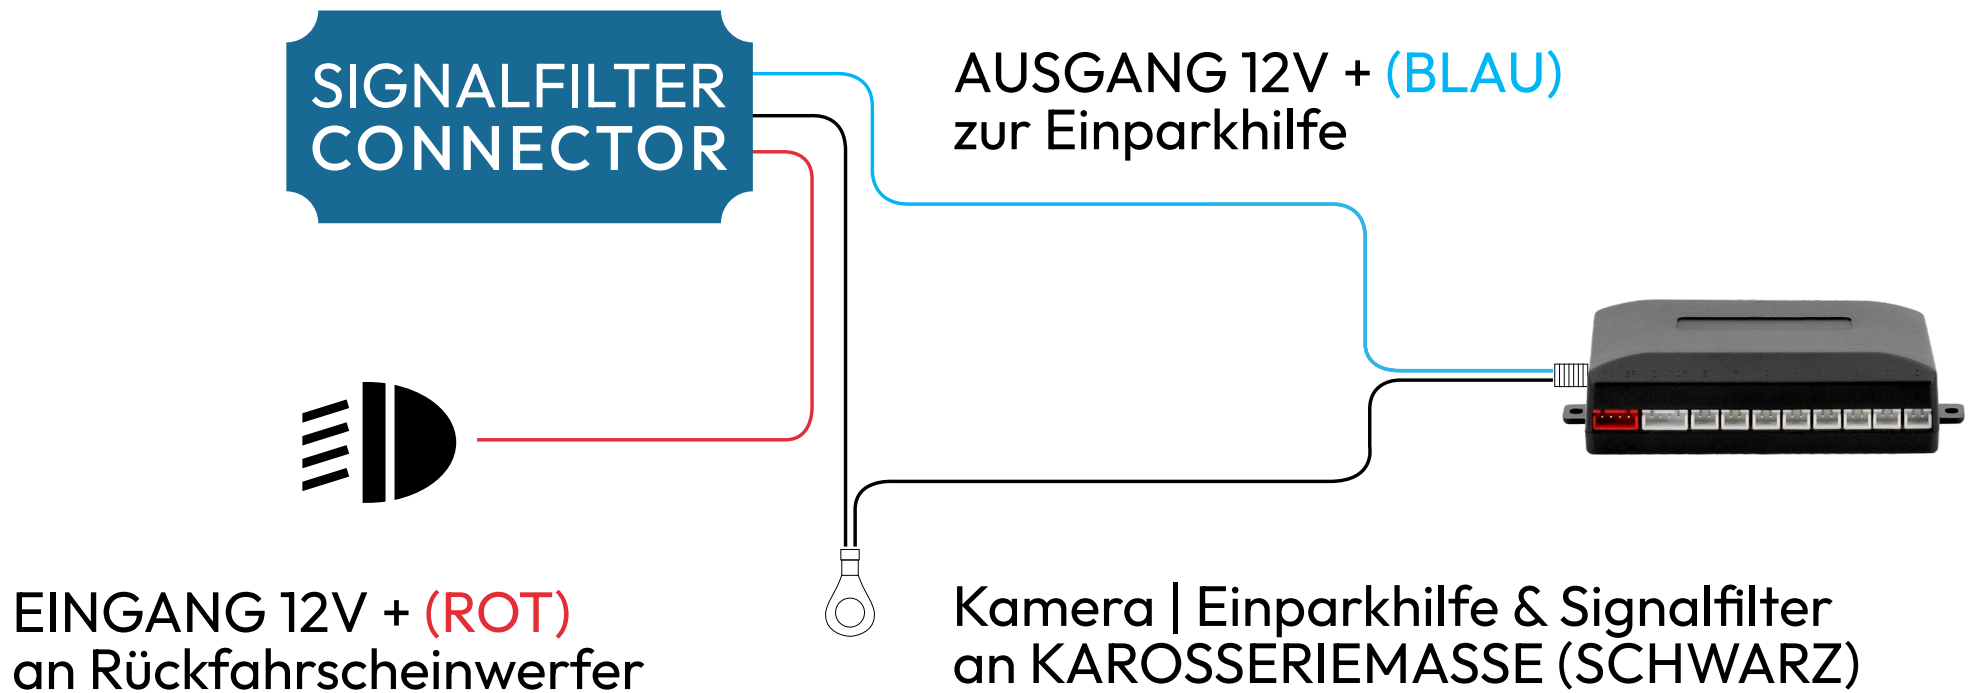 SIGNALFILTER
CONNECTOR
AUSGANG 12V + (BLAU)
zur Einparkhilfe
EINGANG 12V + (ROT)
an Rückfahrscheinwerfer
Kamera | Einparkhilfe & Signalfilter
an KAROSSERIEMASSE (SCHWARZ)